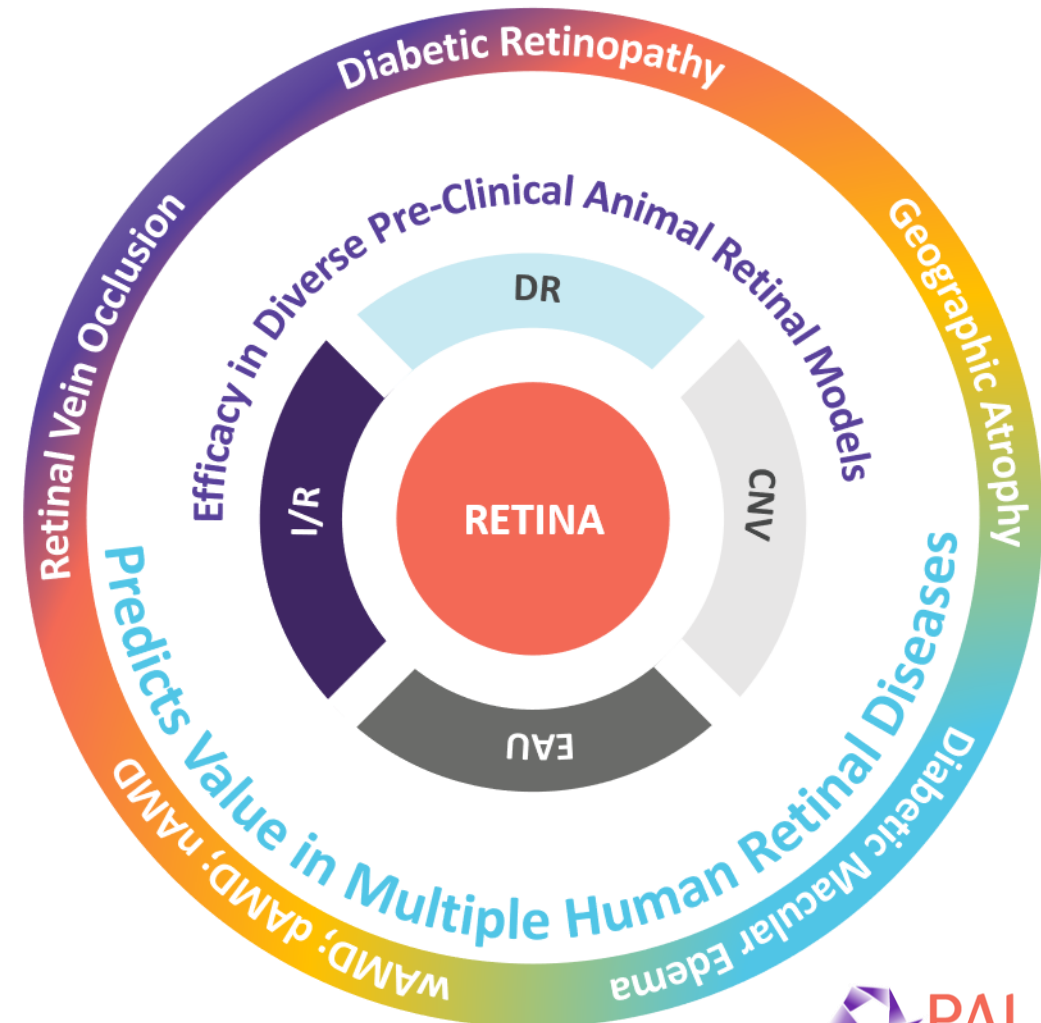 Diabetic Retinopathy
Geographic Atrophy
Diabetic Macular Edema
wAMD; dAMD; nAMD
Retinal Vein Occlusion
Efficacy in Diverse Pre-Clinical Animal Retinal Models
DR
CNV
EAU
I/R
RETINA
Predicts Value in Multiple Human Retinal Diseases